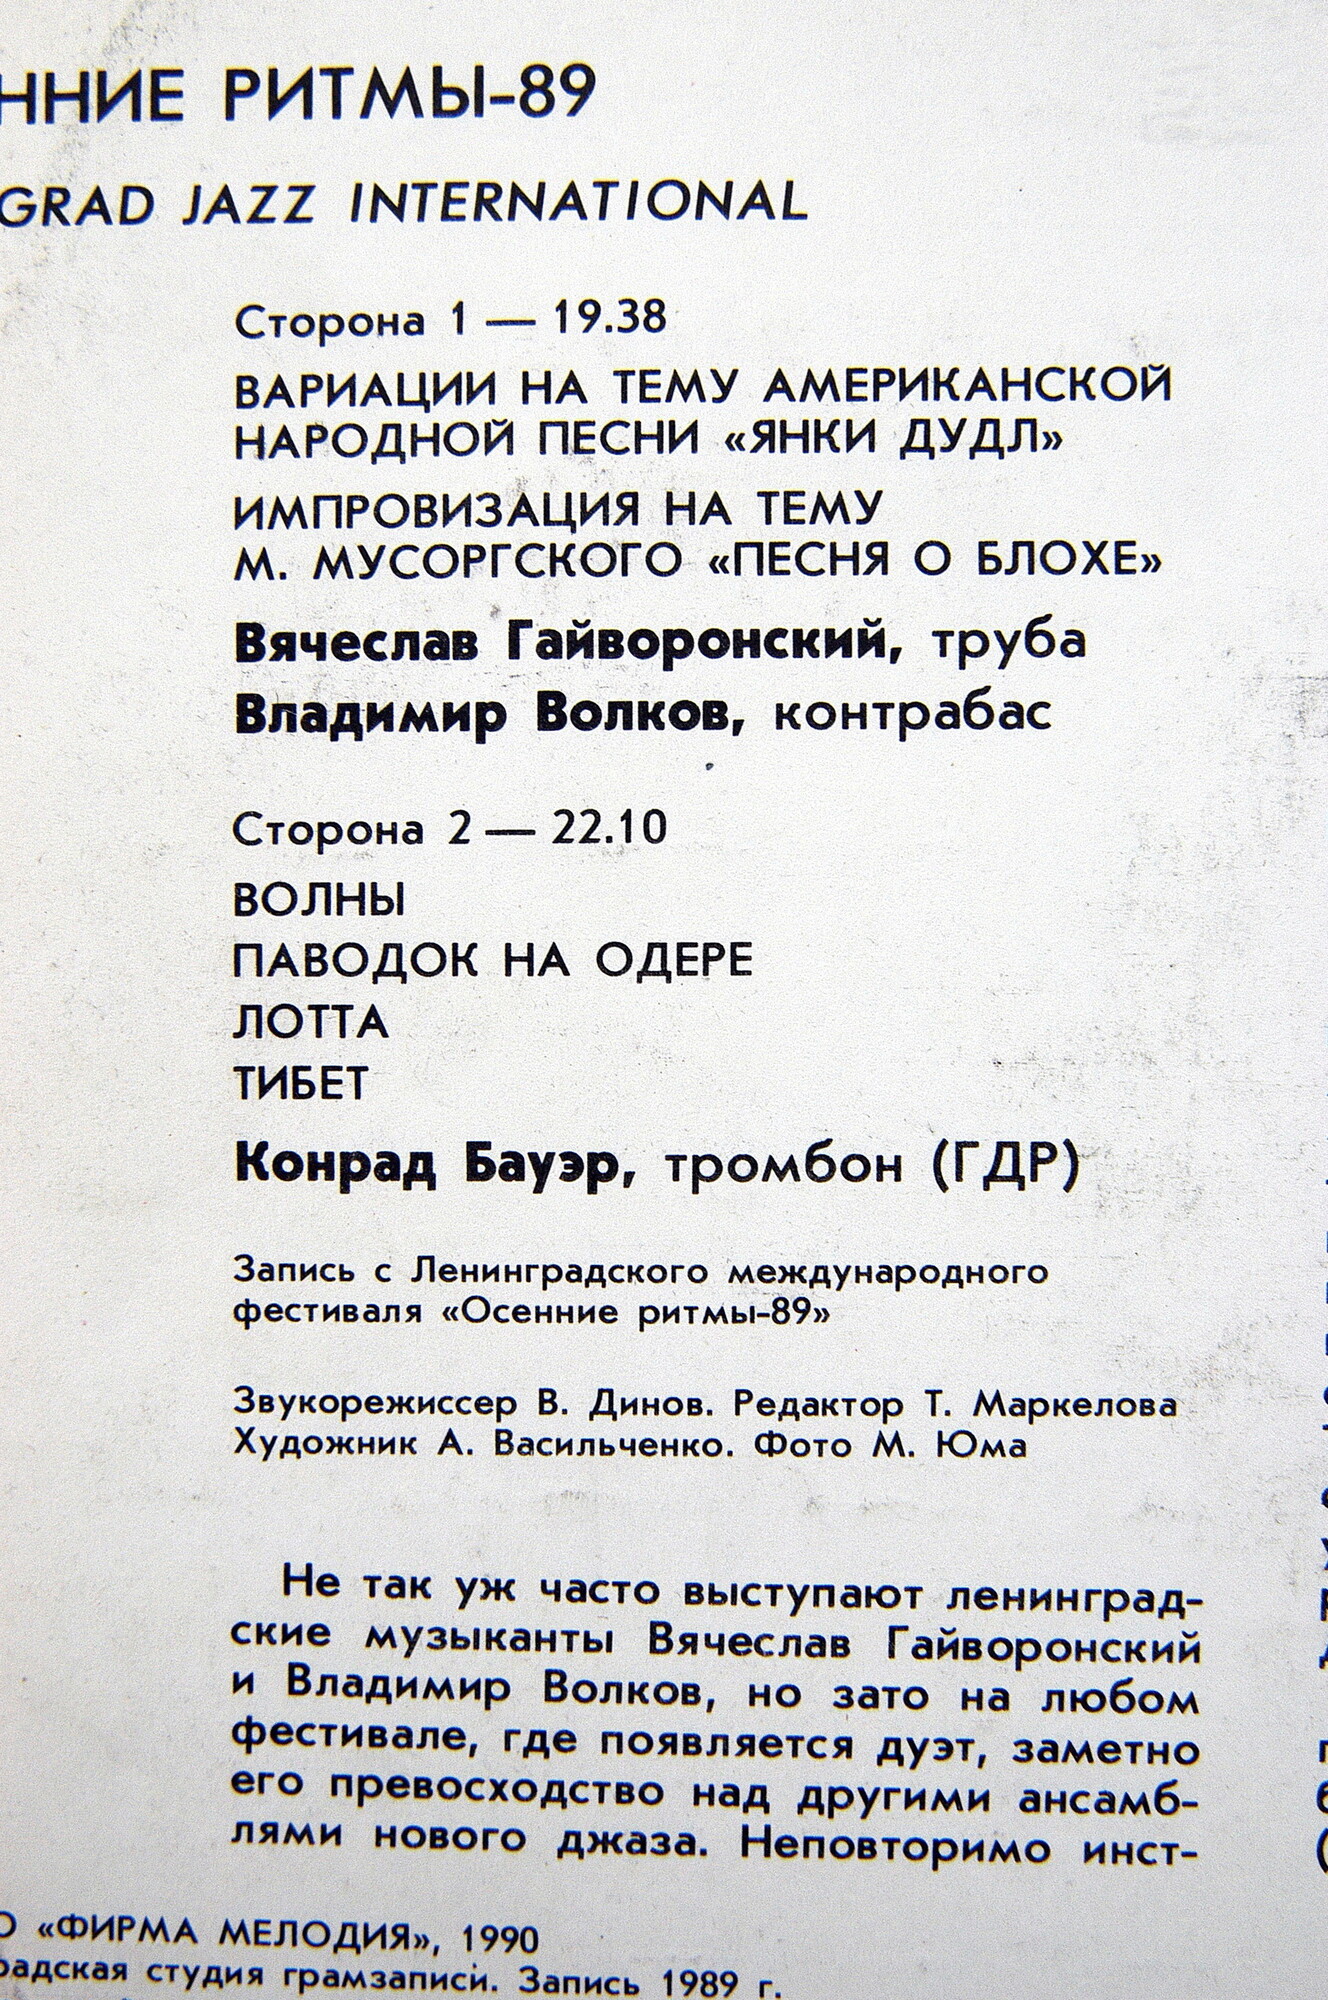 ННИЕ РИТМЫ-89
GRAD JAZZ INTERNATIONAL
Сторона 1 — 19.38
ВАРИАЦИИ НА ТЕМУ АМЕРИКАНСКОЙ
НАРОДНОЙ ПЕСНИ «ЯНКИ ДУДЛ»
ИМПРОВИЗАЦИЯ НА ТЕМУ
М. МУСОРГСКОГО «ПЕСНЯ О БЛОХЕ»
Вячеслав Гайворонский, труба
Владимир Волков, контрабас
Сторона 2 — 22.10
ВОЛНЫ
ПАВОДОК НА ОДЕРЕ
ЛОТТА
ТИБЕТ
Конрад Бауэр, тромбон (ГДР)
Запись с Ленинградского международного
фестиваля «Осенние ритмы-89»
Звукорежиссер В. Динов. Редактор Т. Маркелова
Художник А. Васильченко. Фото М. Юма
Не так уж часто выступают ленинград-
ские музыканты Вячеслав Гайворонский
и Владимир Волков, но зато на любом
фестивале, где появляется дуэт, заметно
его превосходство над другими ансамб-
лями нового джаза. Неповторимо инст-
О «ФИРМА МЕЛОДИЯ», 1990
радская студия грамзаписи. Запись 1989 г.